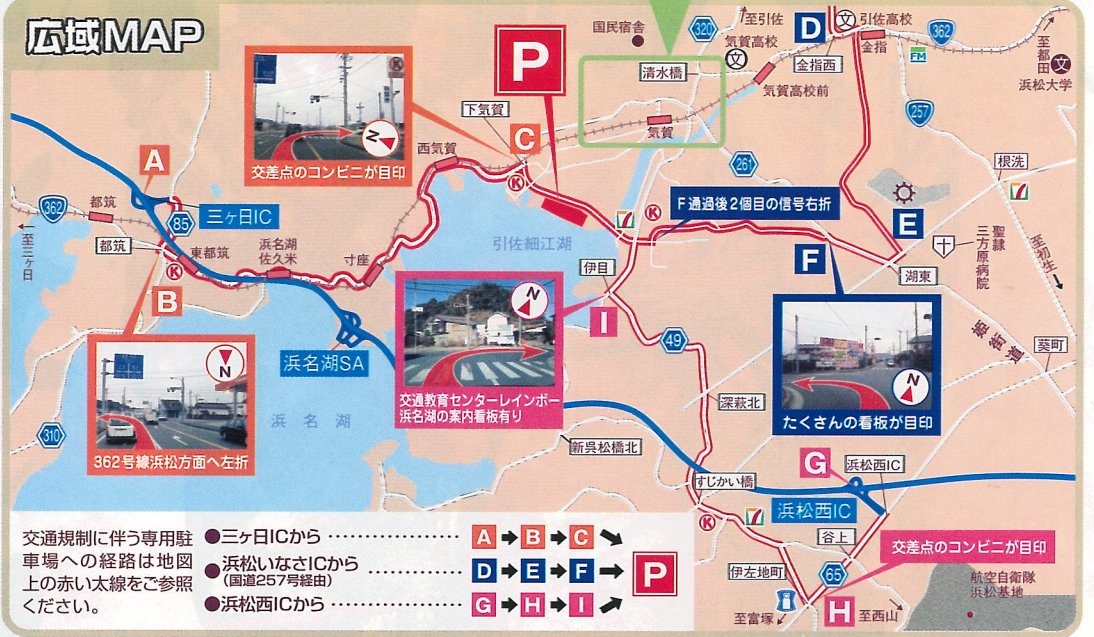 広域MAP
国民宿舎
320
至引佐
気賀高校
文
D
文
引佐高校
362
金指
金指西
FM
至都田
文
浜松大学
清水橋
気賀高校前
257
P
下気賀
K
N
交差点のコンビニが目印
C
西気賀
K
気賀
261
根洗
7
A
362
都筑
85
三ヶ日IC
都筑
至三ヶ日
東都筑
K
B
浜名湖
佐久米
寸座
引佐細江湖
7
K
F通過後2個目の信号右折
E
聖隷
三方原病院
至初生
F
湖東
伊目
I
浜名湖SA
N
交通教育センターレインボー
浜名湖の案内看板有り
49
姫街道
葵町
N
たくさんの看板が目印
N
362号線浜松方面へ左折
310
浜名湖
深萩北
新呉松橋北
G
浜松西IC
すじかい橋
浜松西IC
K
7
谷上
交差点のコンビニが目印
伊左地町
65
H
至富塚
至西山
航空自衛隊
浜松基地
交通規制に伴う専用駐
車場への経路は地図
上の赤い太線をご参照
ください。
●三ヶ日ICから ………………… A➡B➡C➡
●浜松いなさICから ………………… D➡E➡F➡ P
(国道257号経由)
●浜松西ICから ………………… G➡H➡I➡